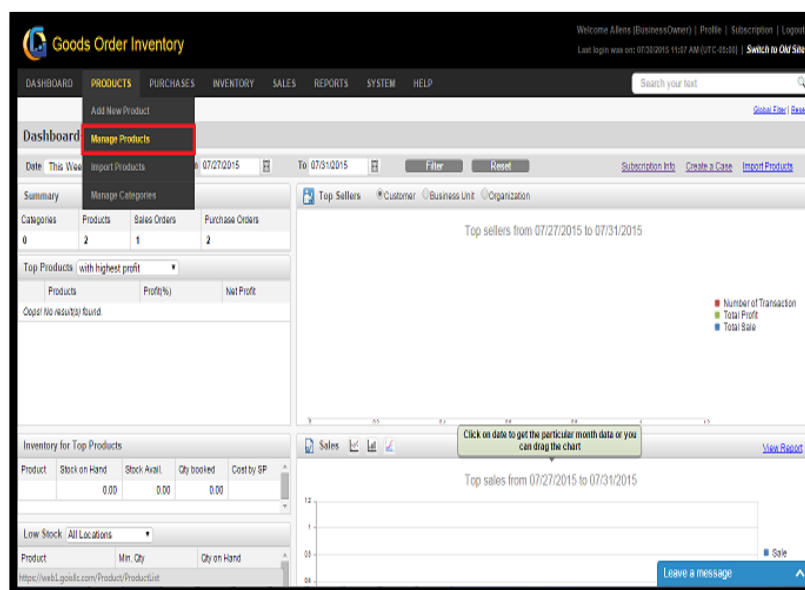 Welcome Allens (BusinessOwner) | Profile | Subscription | Logout
Goods Order Inventory
Last login was on: 07/30/2015 11:07 AM (UTC-05:00) | Switch to Old Site
DASHBOARD PRODUCTS PURCHASES INVENTORY SALES REPORTS SYSTEM HELP
Search your text
Add New Product
Global Filter | Rese
Dashboard
Manage Products
Date This Wee
07/27/2015 To 07/31/2015 Filter Reset
Subscription Info Create a Case Import Products
Import Products
Summary
Manage Categories
Top Sellers Customer Business Unit Organization
Categories Products Sales Orders Purchase Orders
0 2 1 2
Top sellers from 07/27/2015 to 07/31/2015
Top Products with highest profit
Products Profit(%) Net Profit
Oops! No result(s) found.
Number of Transaction
Total Profit
Total Sale
Inventory for Top Products
Sales
Click on date to get the particular month data or you can drag the chart
View Report
Product Stock on Hand Stock Avail. Qty booked Cost by SP
0.00 0.00 0.00
Top sales from 07/27/2015 to 07/31/2015
1.2
1
Low Stock All Locations
Product Min. Qty Qty on Hand
Sale
https://web1.goisllc.com/Product/ProductList
Leave a message